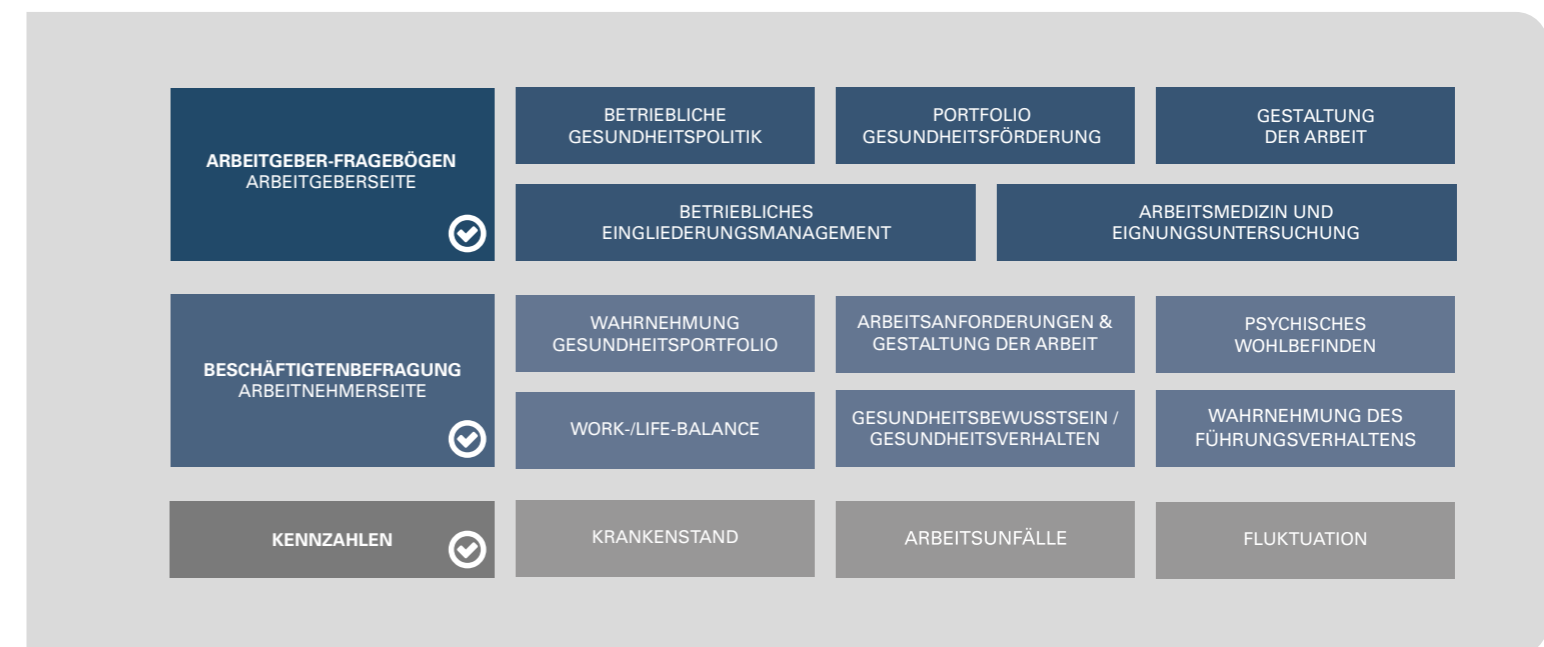 ARBEITGEBER-FRAGEBÖGEN
ARBEITGEBERSEITE
BETRIEBLICHE
GESUNDHEITSPOLITIK
PORTFOLIO
GESUNDHEITSFÖRDERUNG
GESTALTUNG
DER ARBEIT
BETRIEBLICHES
EINGLIEDERUNGSMANAGEMENT
ARBEITSMEDIZIN UND
EIGNUNGSUNTERSUCHUNG
BESCHÄFTIGTENBEFRAGUNG
ARBEITNEHMERSEITE
WAHRNEHMUNG
GESUNDHEITSPORTFOLIO
ARBEITSANFORDERUNGEN &
GESTALTUNG DER ARBEIT
PSYCHISCHES
WOHLBEFINDEN
WORK-/LIFE-BALANCE
GESUNDHEITSBEWUSSTSEIN /
GESUNDHEITSVERHALTEN
WAHRNEHMUNG DES
FÜHRUNGSVERHALTENS
KENNZAHLEN
KRANKENSTAND
ARBEITSUNFÄLLE
FLUKTUATION